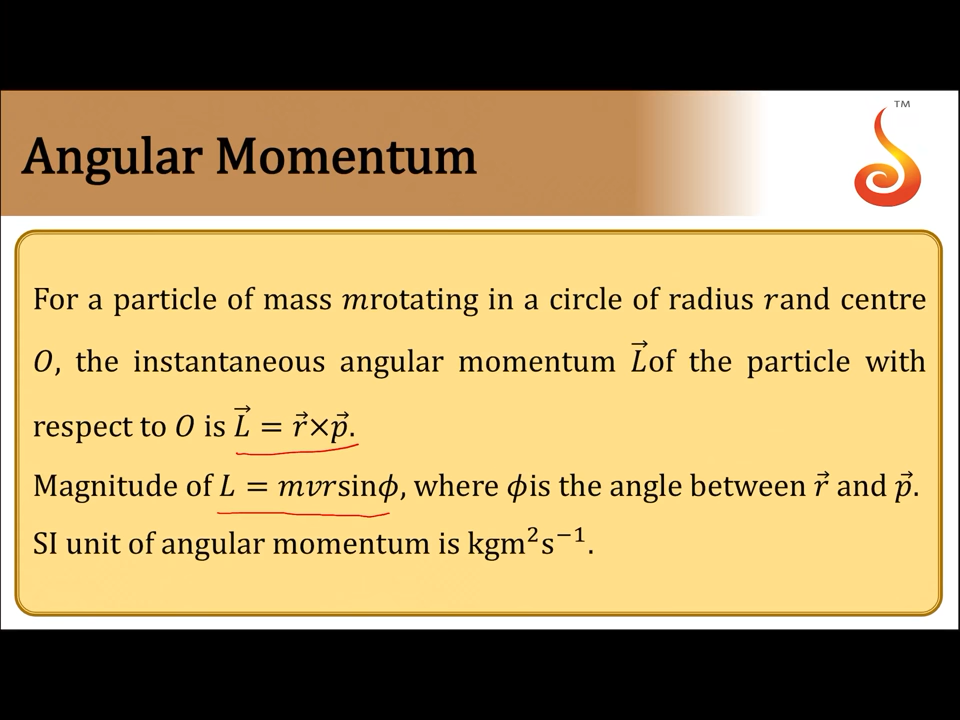 TM
Angular Momentum
For a particle of mass 𝑚rotating in a circle of radius 𝑟and centre
𝑂, the instantaneous angular momentum 𝐿⃗of the particle with
respect to 𝑂 is 𝐿⃗ = 𝑟⃗×𝑝⃗.
Magnitude of 𝐿 = 𝑚𝑣𝑟sin𝜙, where 𝜙is the angle between 𝑟⃗ and 𝑝⃗.
SI unit of angular momentum is kgm²s⁻¹.